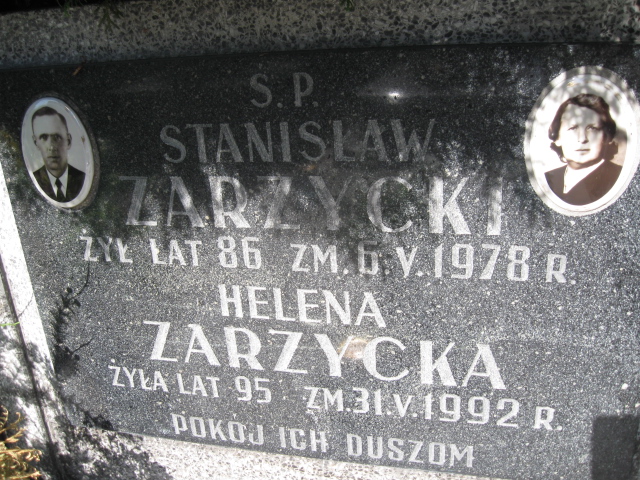 S.P.
STANISŁAW
ZARZYCKI
ŻYŁ LAT 86 ZM. 6.V.1978 R.
HELENA
ZARZYCKA
ŻYŁA LAT 95 ZM.31.V.1992 R.
POKÓJ ICH DUSZOM